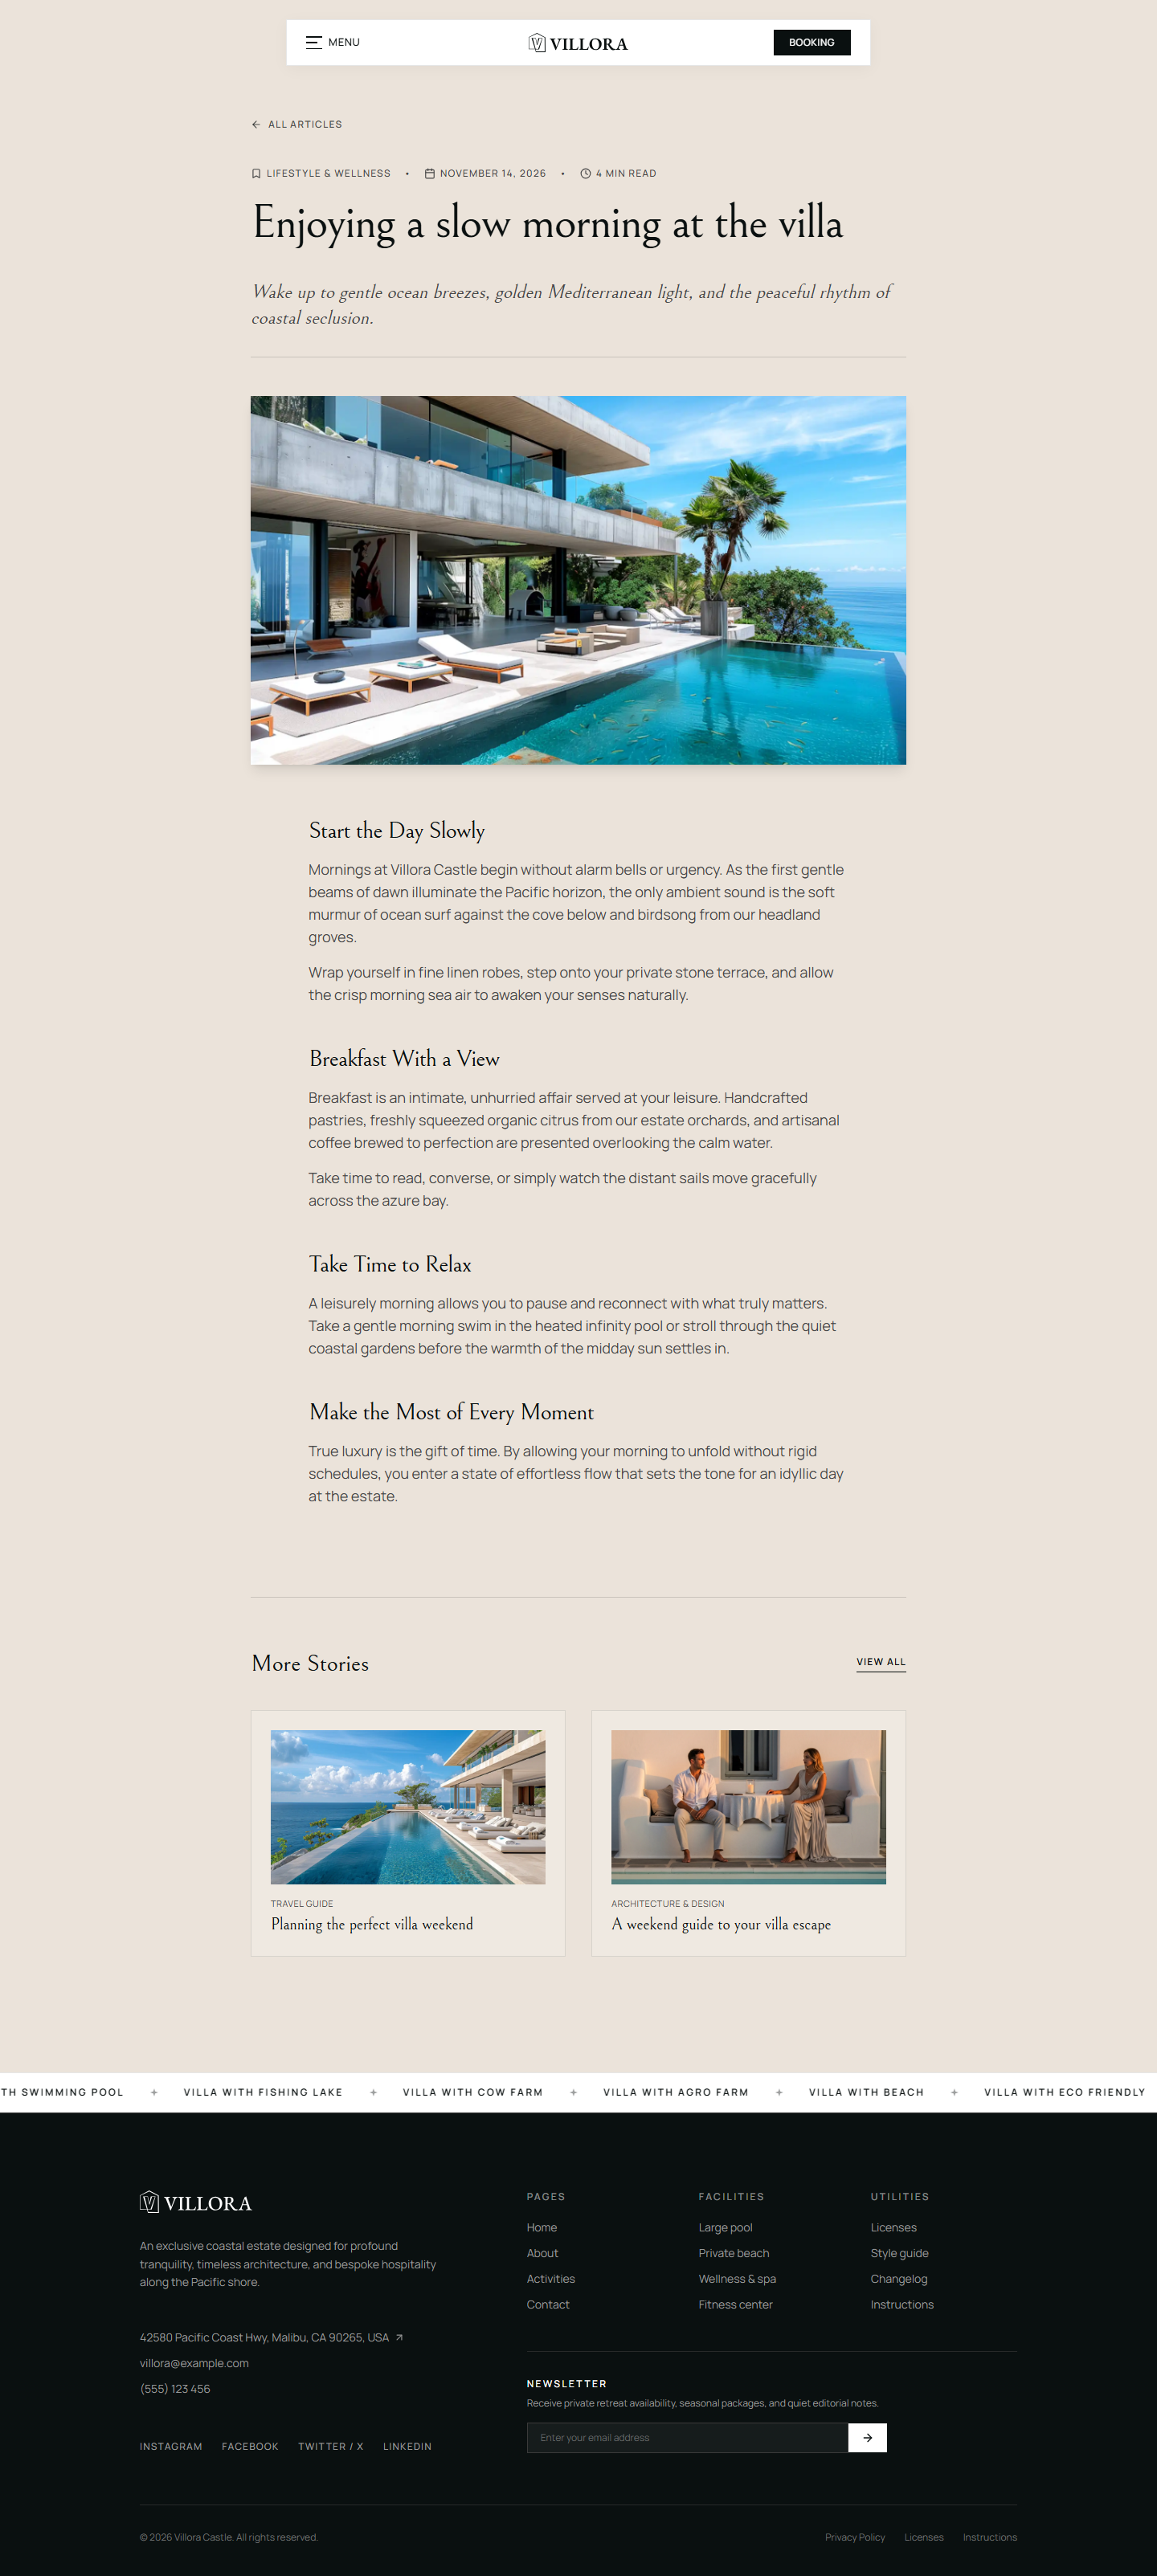 MENU
VILLORA
BOOKING
ALL ARTICLES
LIFESTYLE & WELLNESS • NOVEMBER 14, 2026 • 4 MIN READ
Enjoying a slow morning at the villa
Wake up to gentle ocean breezes, golden Mediterranean light, and the peaceful rhythm of
coastal seclusion.
Start the Day Slowly
Mornings at Villora Castle begin without alarm bells or urgency. As the first gentle
beams of dawn illuminate the Pacific horizon, the only ambient sound is the soft
murmur of ocean surf against the cove below and birdsong from our headland
groves.
Wrap yourself in fine linen robes, step onto your private stone terrace, and allow
the crisp morning sea air to awaken your senses naturally.
Breakfast With a View
Breakfast is an intimate, unhurried affair served at your leisure. Handcrafted
pastries, freshly squeezed organic citrus from our estate orchards, and artisanal
coffee brewed to perfection are presented overlooking the calm water.
Take time to read, converse, or simply watch the distant sails move gracefully
across the azure bay.
Take Time to Relax
A leisurely morning allows you to pause and reconnect with what truly matters.
Take a gentle morning swim in the heated infinity pool or stroll through the quiet
coastal gardens before the warmth of the midday sun settles in.
Make the Most of Every Moment
True luxury is the gift of time. By allowing your morning to unfold without rigid
schedules, you enter a state of effortless flow that sets the tone for an idyllic day
at the estate.
More Stories
VIEW ALL
TRAVEL GUIDE
Planning the perfect villa weekend
ARCHITECTURE & DESIGN
A weekend guide to your villa escape
TH SWIMMING POOL + VILLA WITH FISHING LAKE + VILLA WITH COW FARM + VILLA WITH AGRO FARM + VILLA WITH BEACH + VILLA WITH ECO FRIENDLY
VILLORA
An exclusive coastal estate designed for profound
tranquility, timeless architecture, and bespoke hospitality
along the Pacific shore.
42580 Pacific Coast Hwy, Malibu, CA 90265, USA
villora@example.com
(555) 123 456
INSTAGRAM FACEBOOK TWITTER / X LINKEDIN
PAGES
Home
About
Activities
Contact
FACILITIES
Large pool
Private beach
Wellness & spa
Fitness center
UTILITIES
Licenses
Style guide
Changelog
Instructions
NEWSLETTER
Receive private retreat availability, seasonal packages, and quiet editorial notes.
Enter your email address
© 2026 Villora Castle. All rights reserved.
Privacy Policy Licenses Instructions